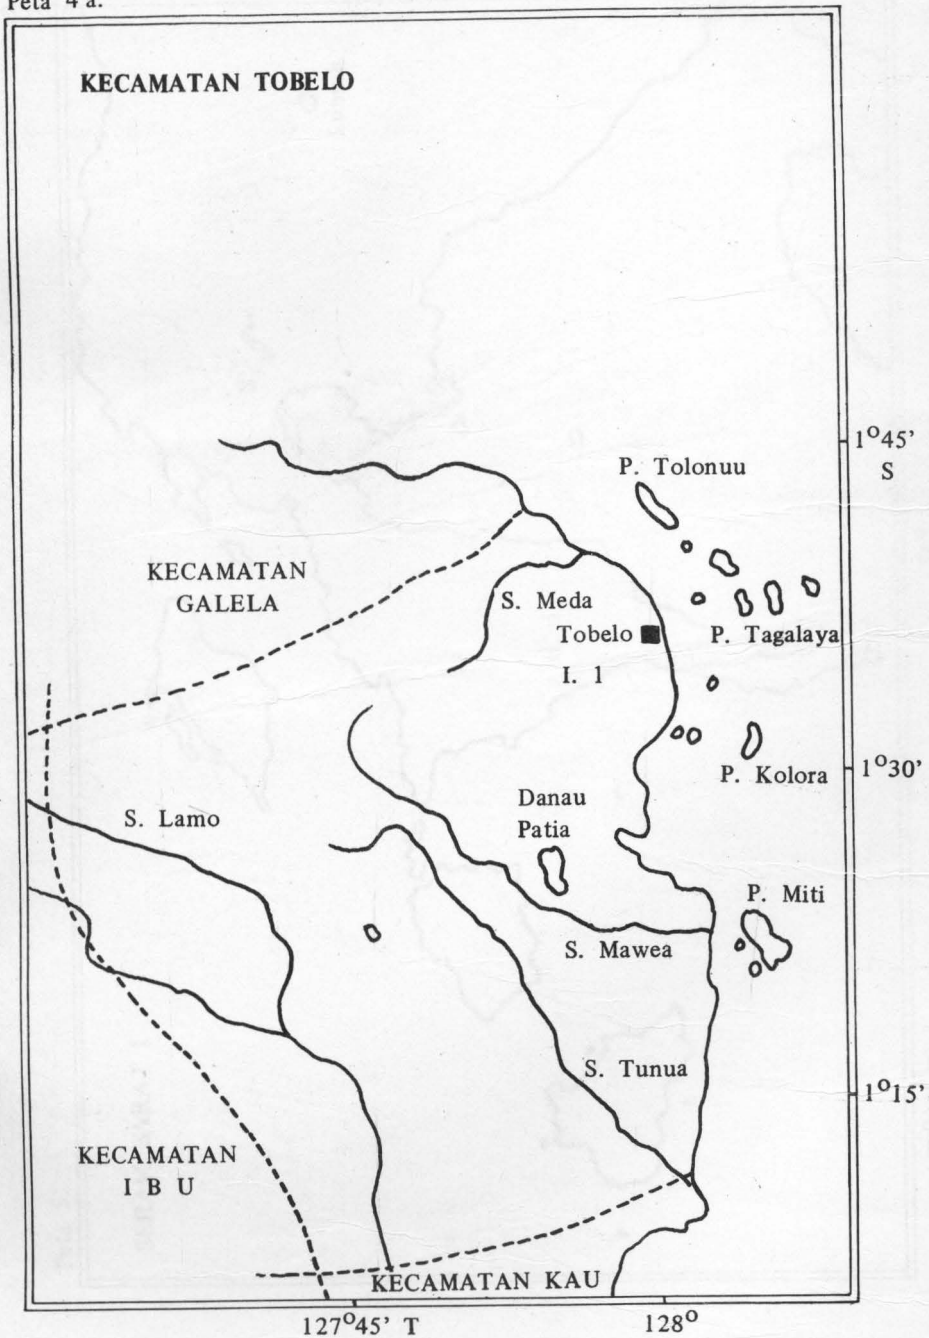 Peta 4 a.
KECAMATAN TOBELO
1°45'
S
P. Tolonuu
KECAMATAN
GALELA
S. Meda
Tobelo
P. Tagalaya
I. 1
1°30'
P. Kolora
Danau
Patia
S. Lamo
P. Miti
S. Mawea
S. Tunua
1°15'
KECAMATAN
I B U
KECAMATAN KAU
127°45' T
128°